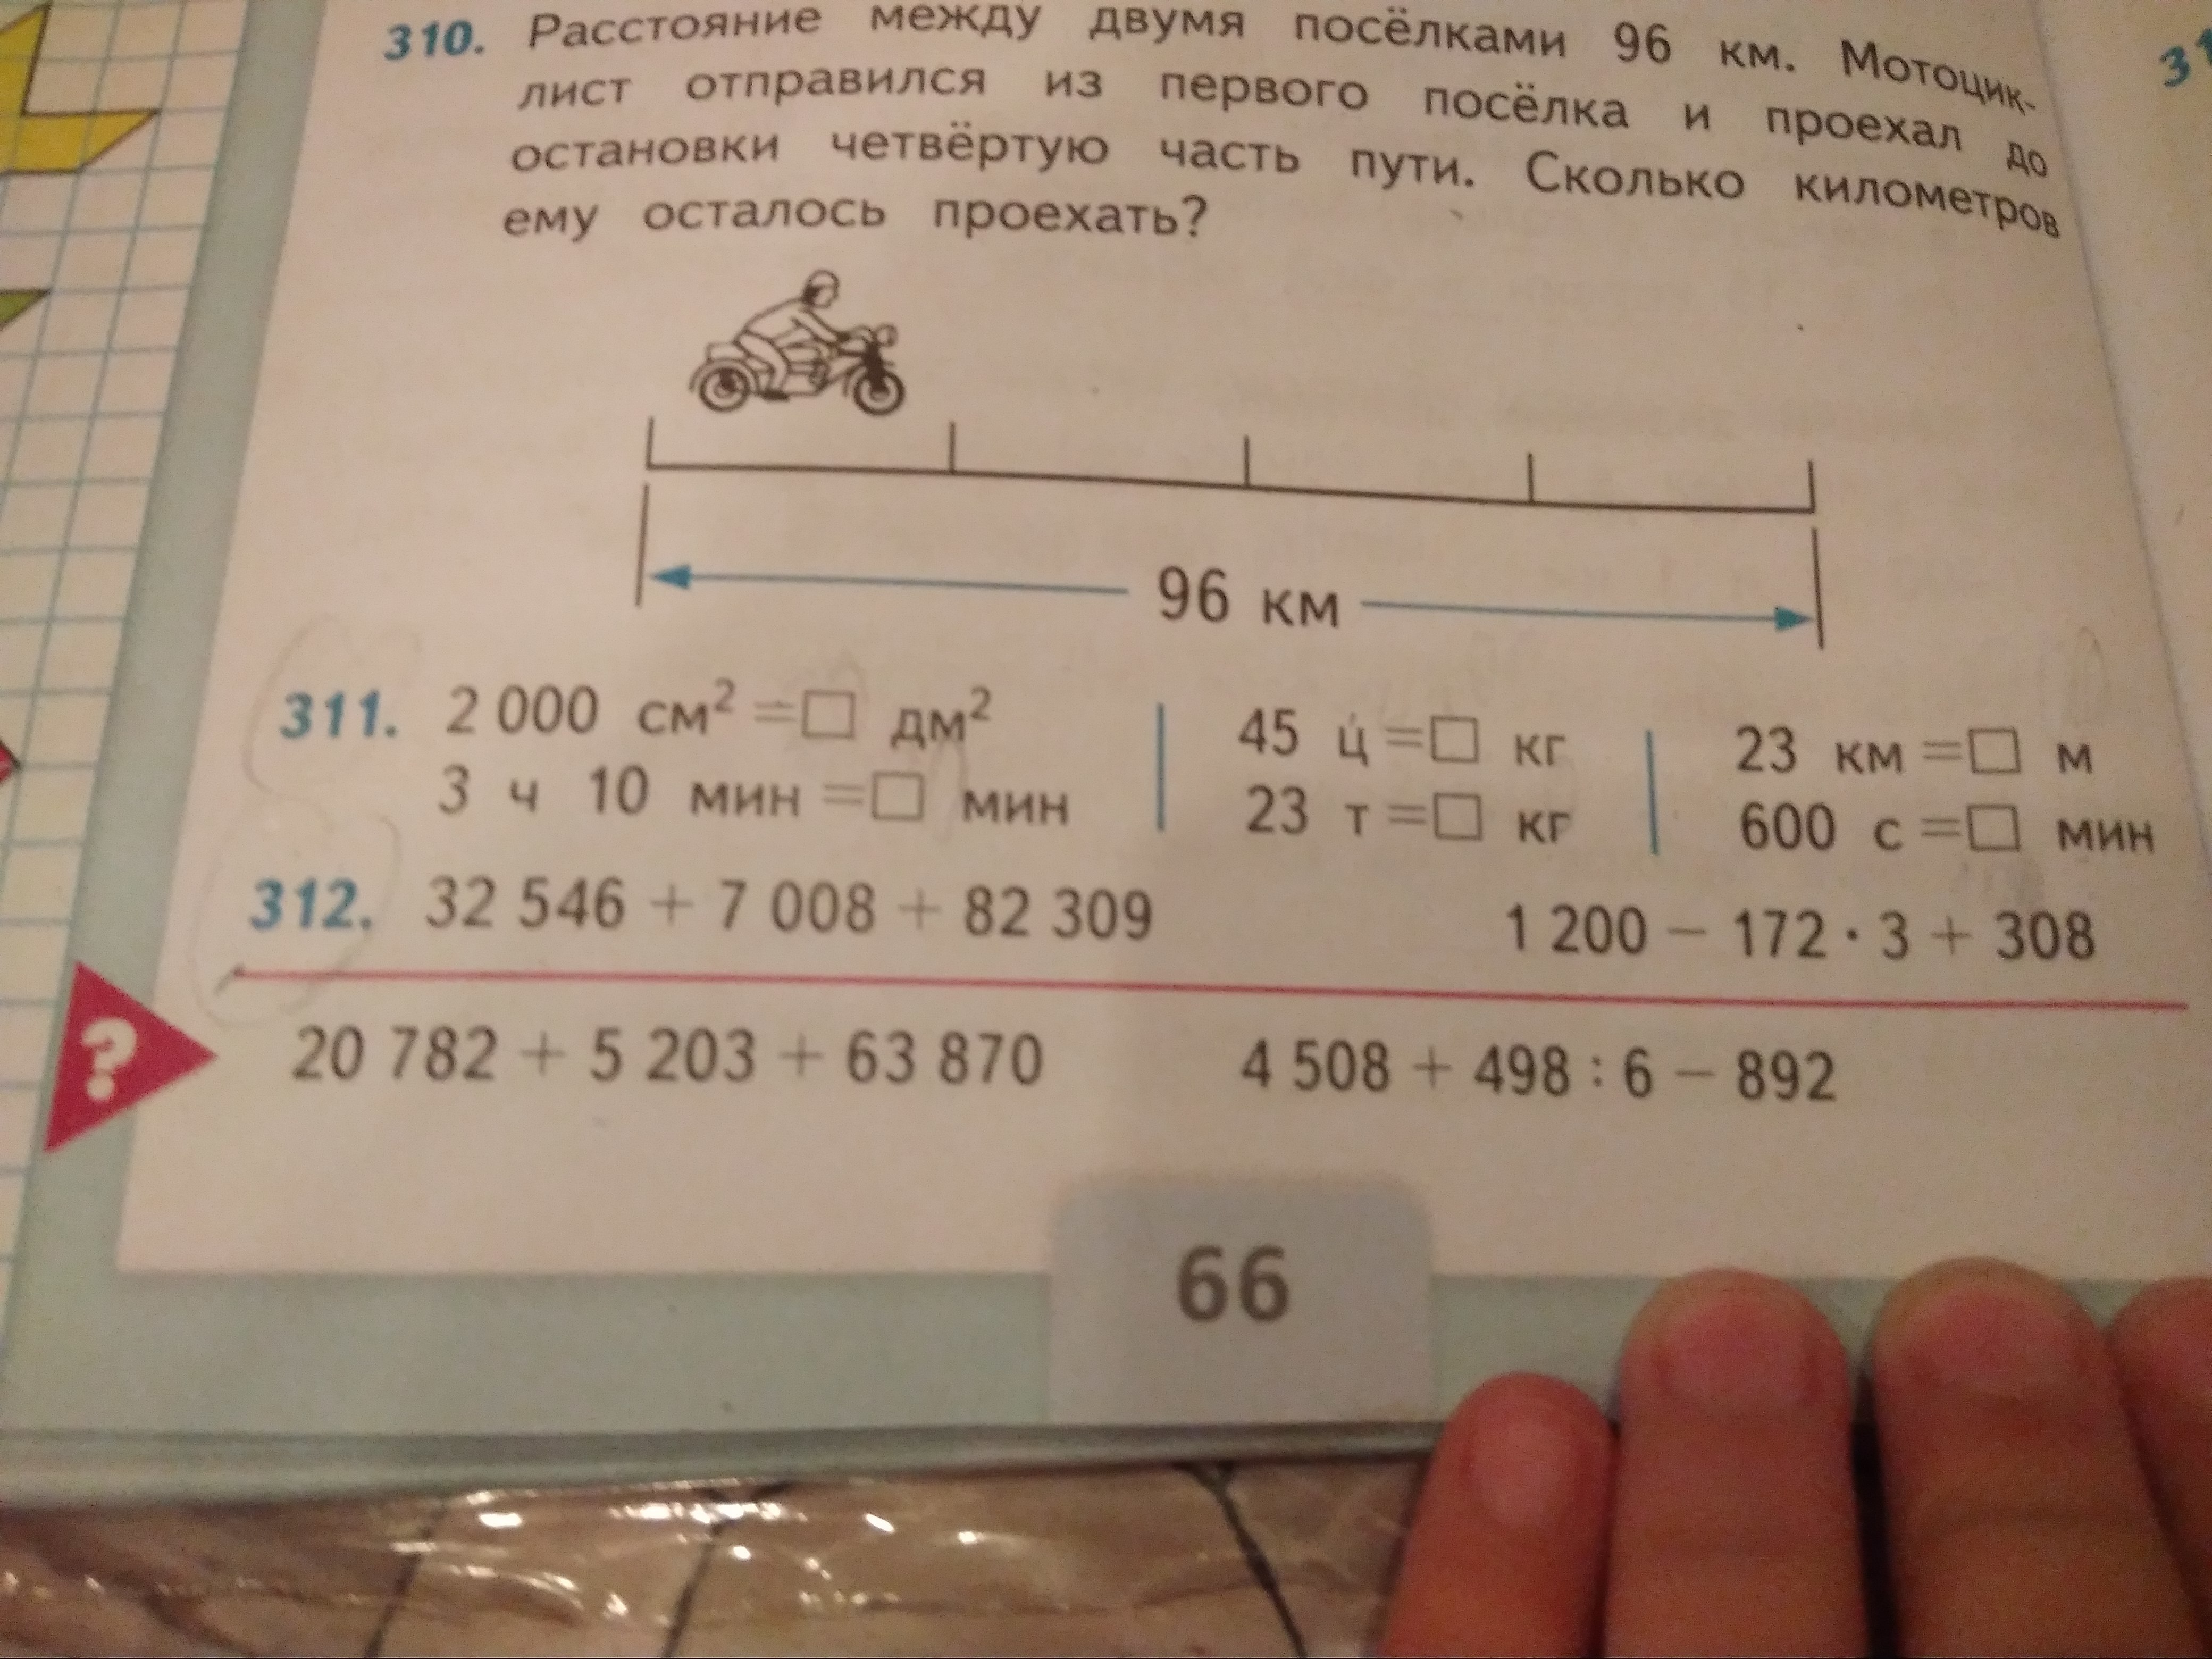 310. Расстояние между двумя посёлками 96 км. Мотоцик-
лист отправился из первого посёлка и проехал до
остановки четвёртую часть пути. Сколько километров
ему осталось проехать?
96 км
311. 2 000 см² = □ дм² | 45 ц = □ кг | 23 км = □ м
3 ч 10 мин = □ мин | 23 т = □ кг | 600 с = □ мин
312. 32 546 + 7 008 + 82 309 1 200 − 172 · 3 + 308
? 20 782 + 5 203 + 63 870 4 508 + 498 : 6 − 892
66